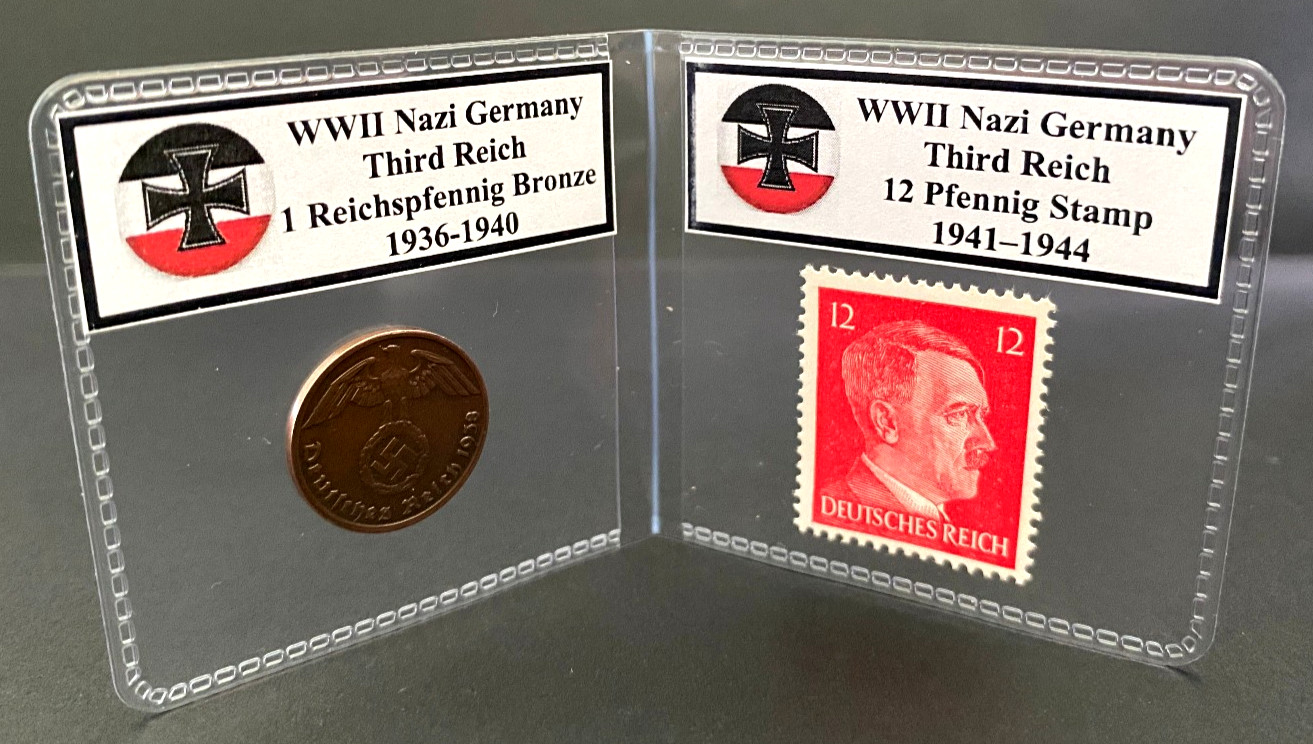 WWII Nazi Germany
Third Reich
1 Reichspfennig Bronze
1936-1940
Deutsches Reich 1938
WWII Nazi Germany
Third Reich
12 Pfennig Stamp
1941–1944
12 12
DEUTSCHES REICH